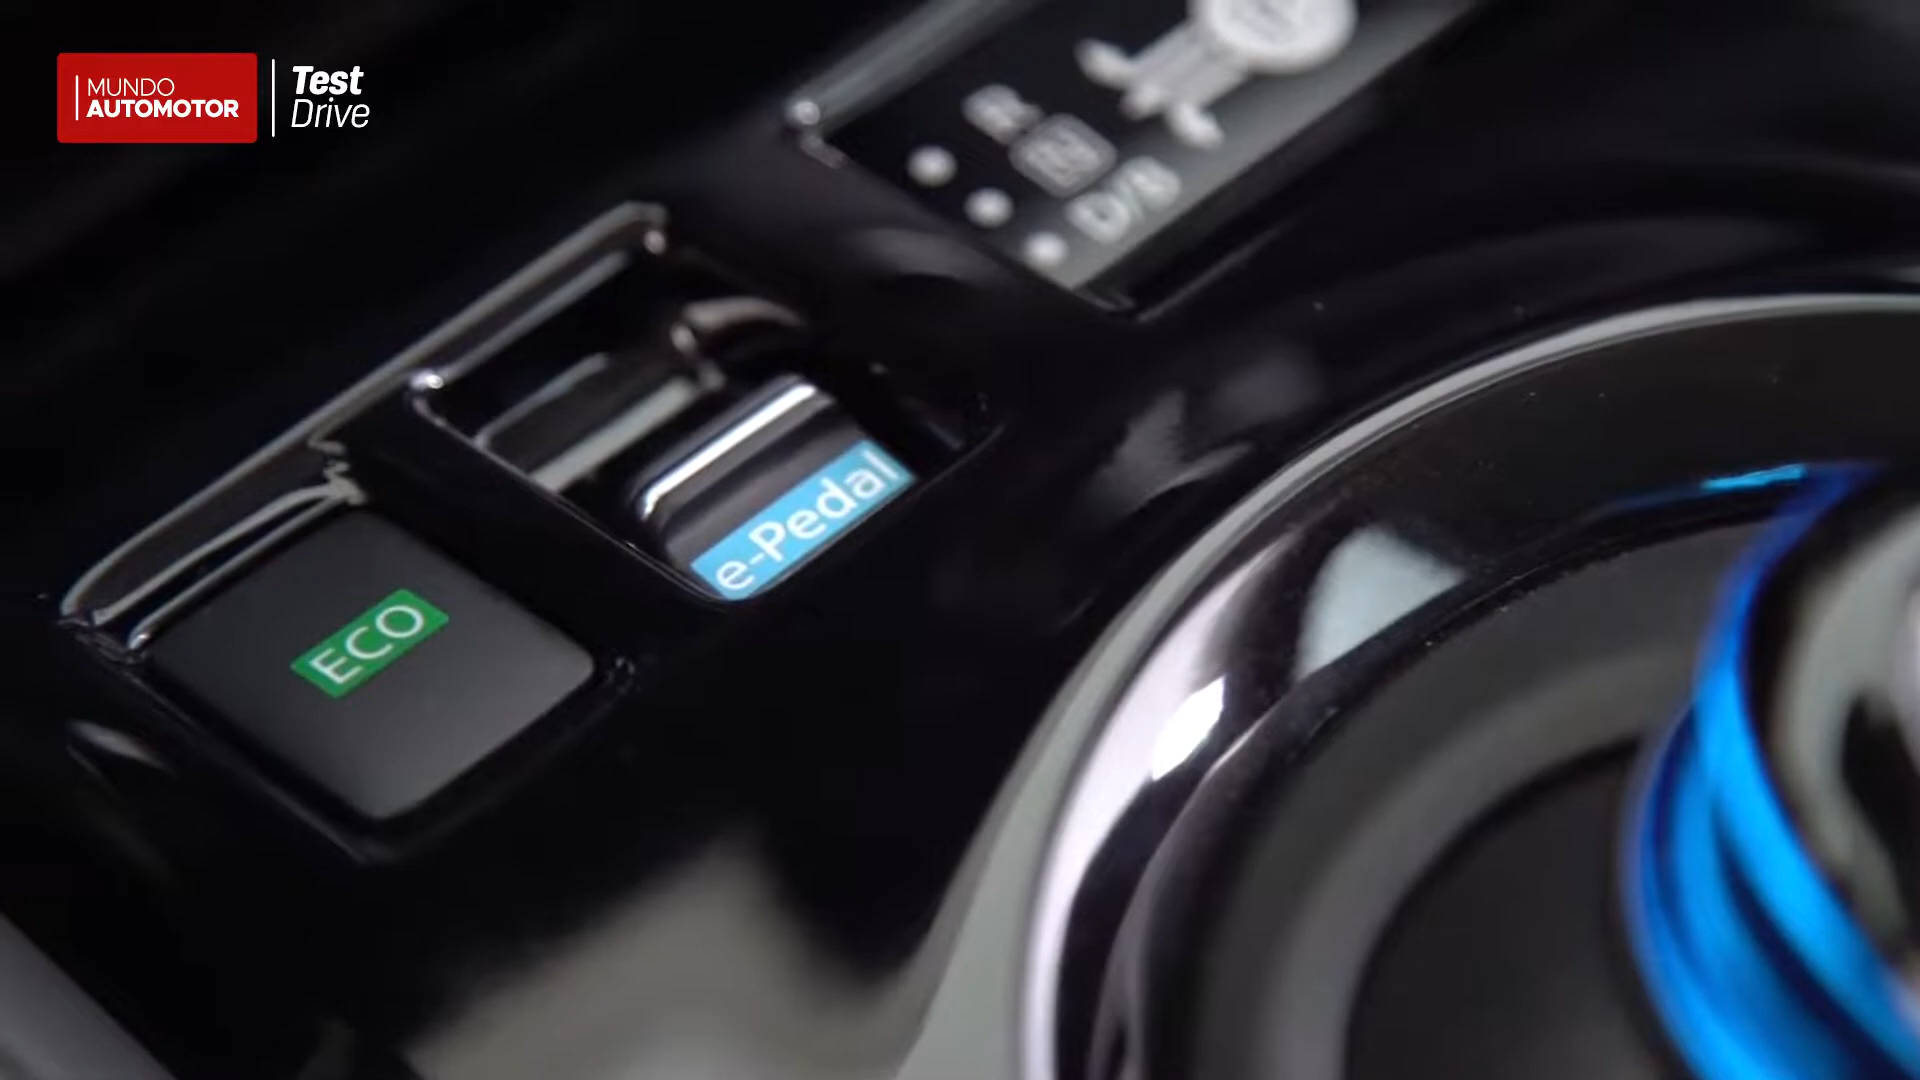 MUNDO
AUTOMOTOR
Test
Drive
R
N
D/B
e-Pedal
ECO